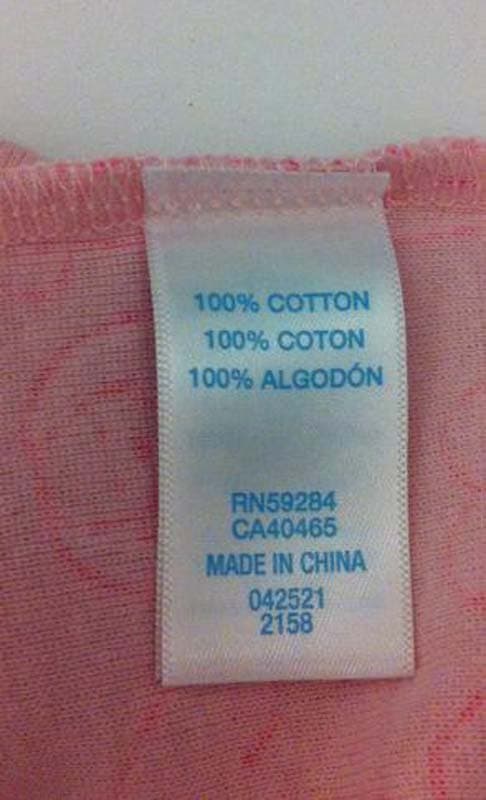 100% COTTON
100% COTON
100% ALGODÓN
RN59284
CA40465
MADE IN CHINA
042521
2158